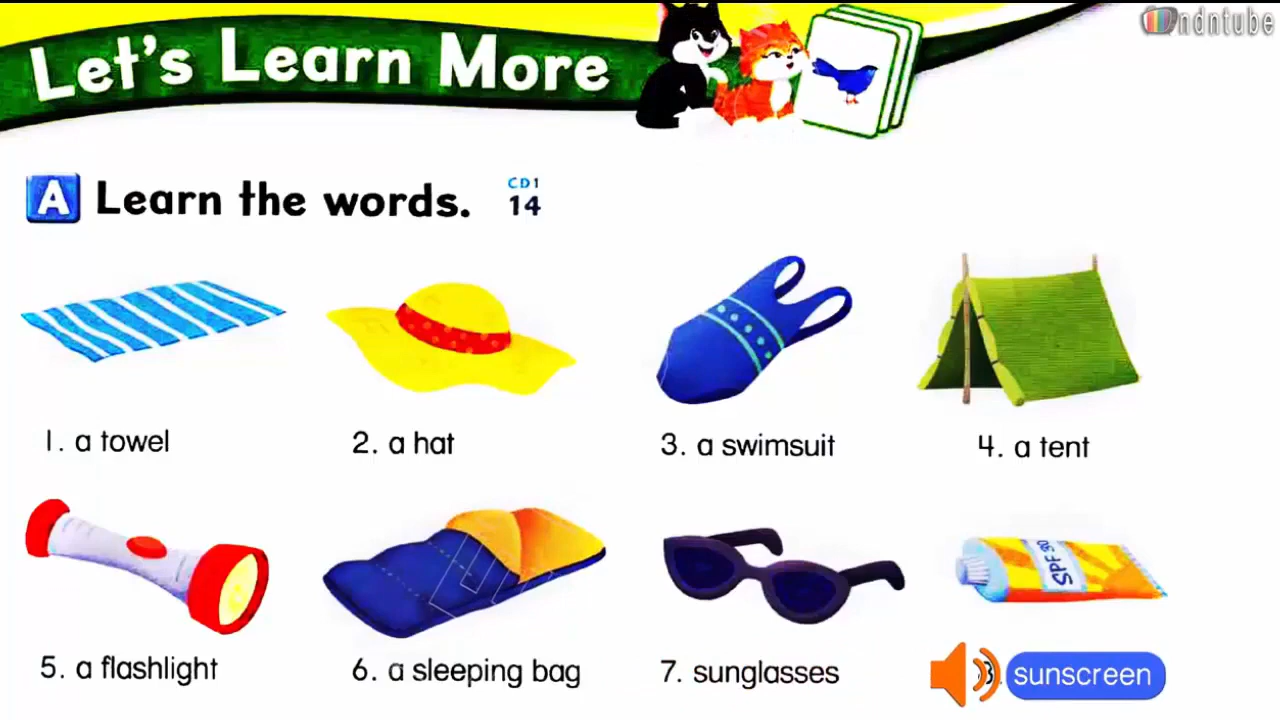 ndntube
Let's Learn More
A Learn the words. CD1 14
1. a towel
2. a hat
3. a swimsuit
4. a tent
SPF 30
5. a flashlight
6. a sleeping bag
7. sunglasses
8. sunscreen